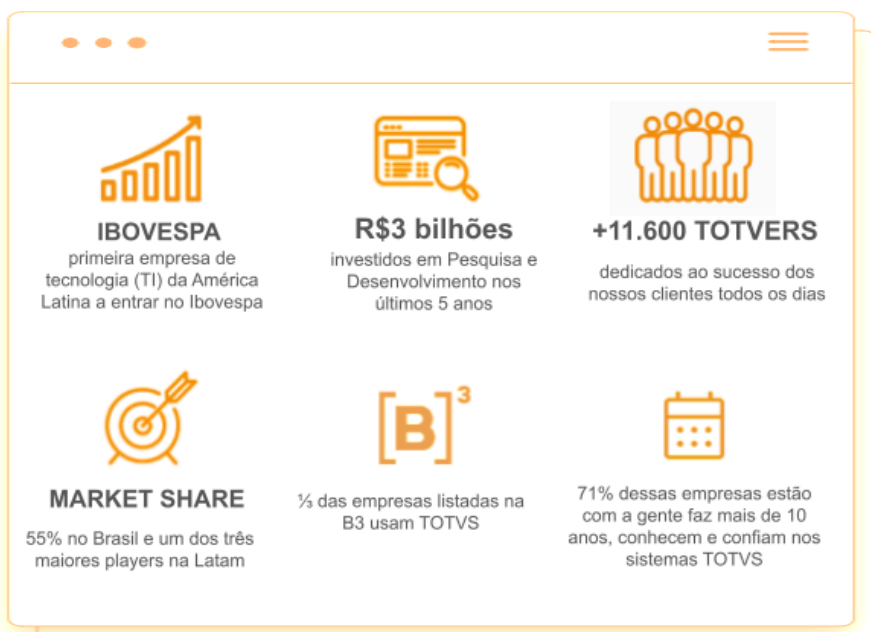 IBOVESPA
primeira empresa de
tecnologia (TI) da América
Latina a entrar no Ibovespa
R$3 bilhões
investidos em Pesquisa e
Desenvolvimento nos
últimos 5 anos
+11.600 TOTVERS
dedicados ao sucesso dos
nossos clientes todos os dias
MARKET SHARE
55% no Brasil e um dos três
maiores players na Latam
[B]³
⅓ das empresas listadas na
B3 usam TOTVS
71% dessas empresas estão
com a gente faz mais de 10
anos, conhecem e confiam nos
sistemas TOTVS